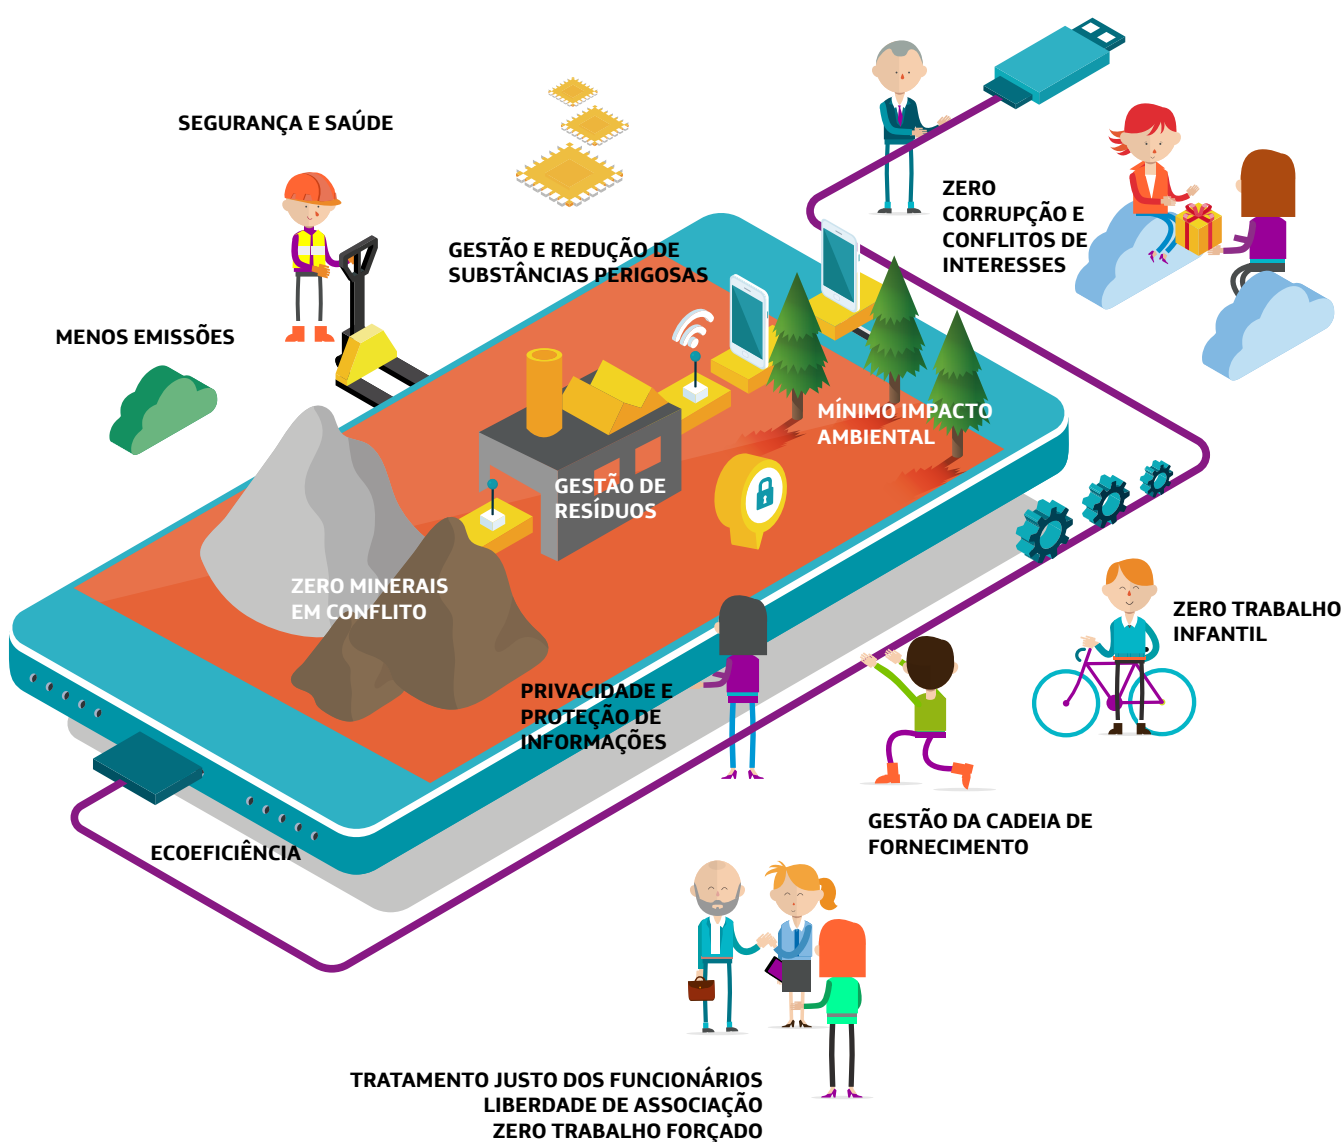 SEGURANÇA E SAÚDE
ZERO
CORRUPÇÃO E
CONFLITOS DE
INTERESSES
GESTÃO E REDUÇÃO DE
SUBSTÂNCIAS PERIGOSAS
MENOS EMISSÕES
MÍNIMO IMPACTO
AMBIENTAL
GESTÃO DE
RESÍDUOS
ZERO MINERAIS
EM CONFLITO
ZERO TRABALHO
INFANTIL
PRIVACIDADE E
PROTEÇÃO DE
INFORMAÇÕES
GESTÃO DA CADEIA DE
FORNECIMENTO
ECOEFICIÊNCIA
TRATAMENTO JUSTO DOS FUNCIONÁRIOS
LIBERDADE DE ASSOCIAÇÃO
ZERO TRABALHO FORÇADO